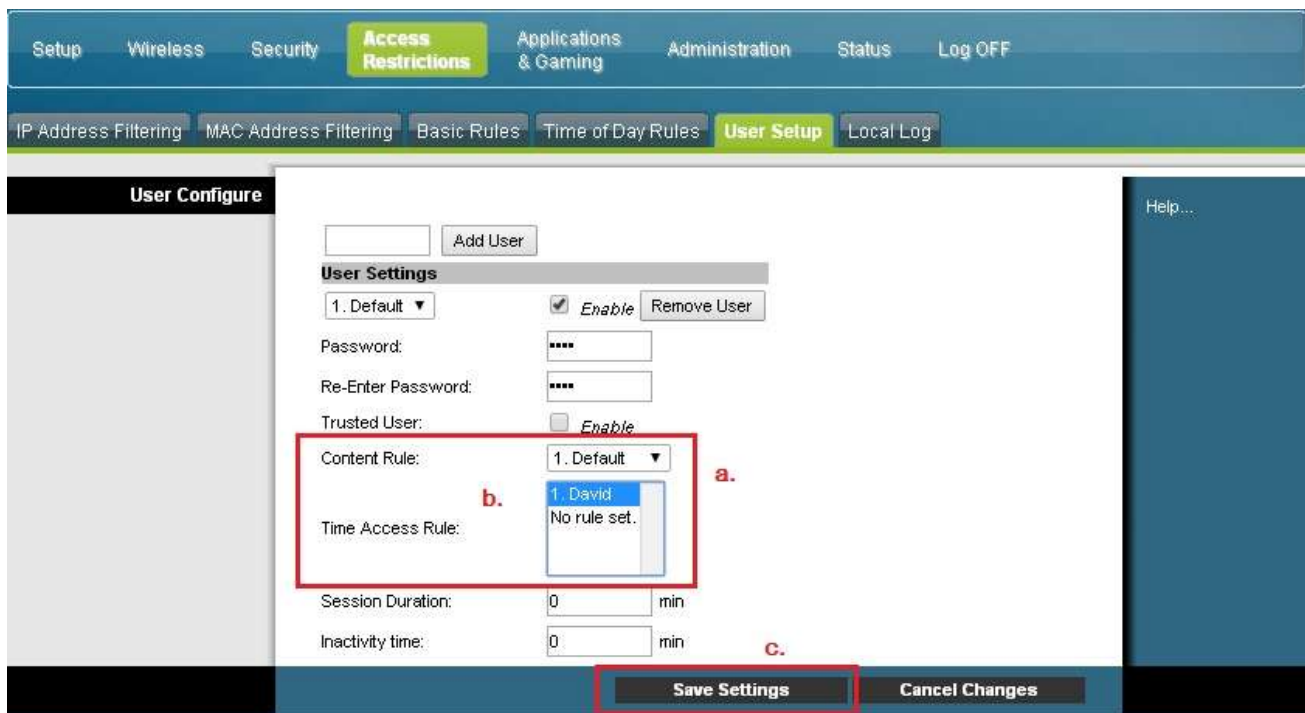 Setup Wireless Security Access Restrictions Applications & Gaming Administration Status Log OFF
IP Address Filtering MAC Address Filtering Basic Rules Time of Day Rules User Setup Local Log
User Configure
Help...
Add User
User Settings
1. Default Enable Remove User
Password: ••••
Re-Enter Password: ••••
Trusted User: Enable
Content Rule: 1. Default a.
b. 1. David
No rule set.
Time Access Rule:
Session Duration: 0 min
Inactivity time: 0 min
c.
Save Settings Cancel Changes